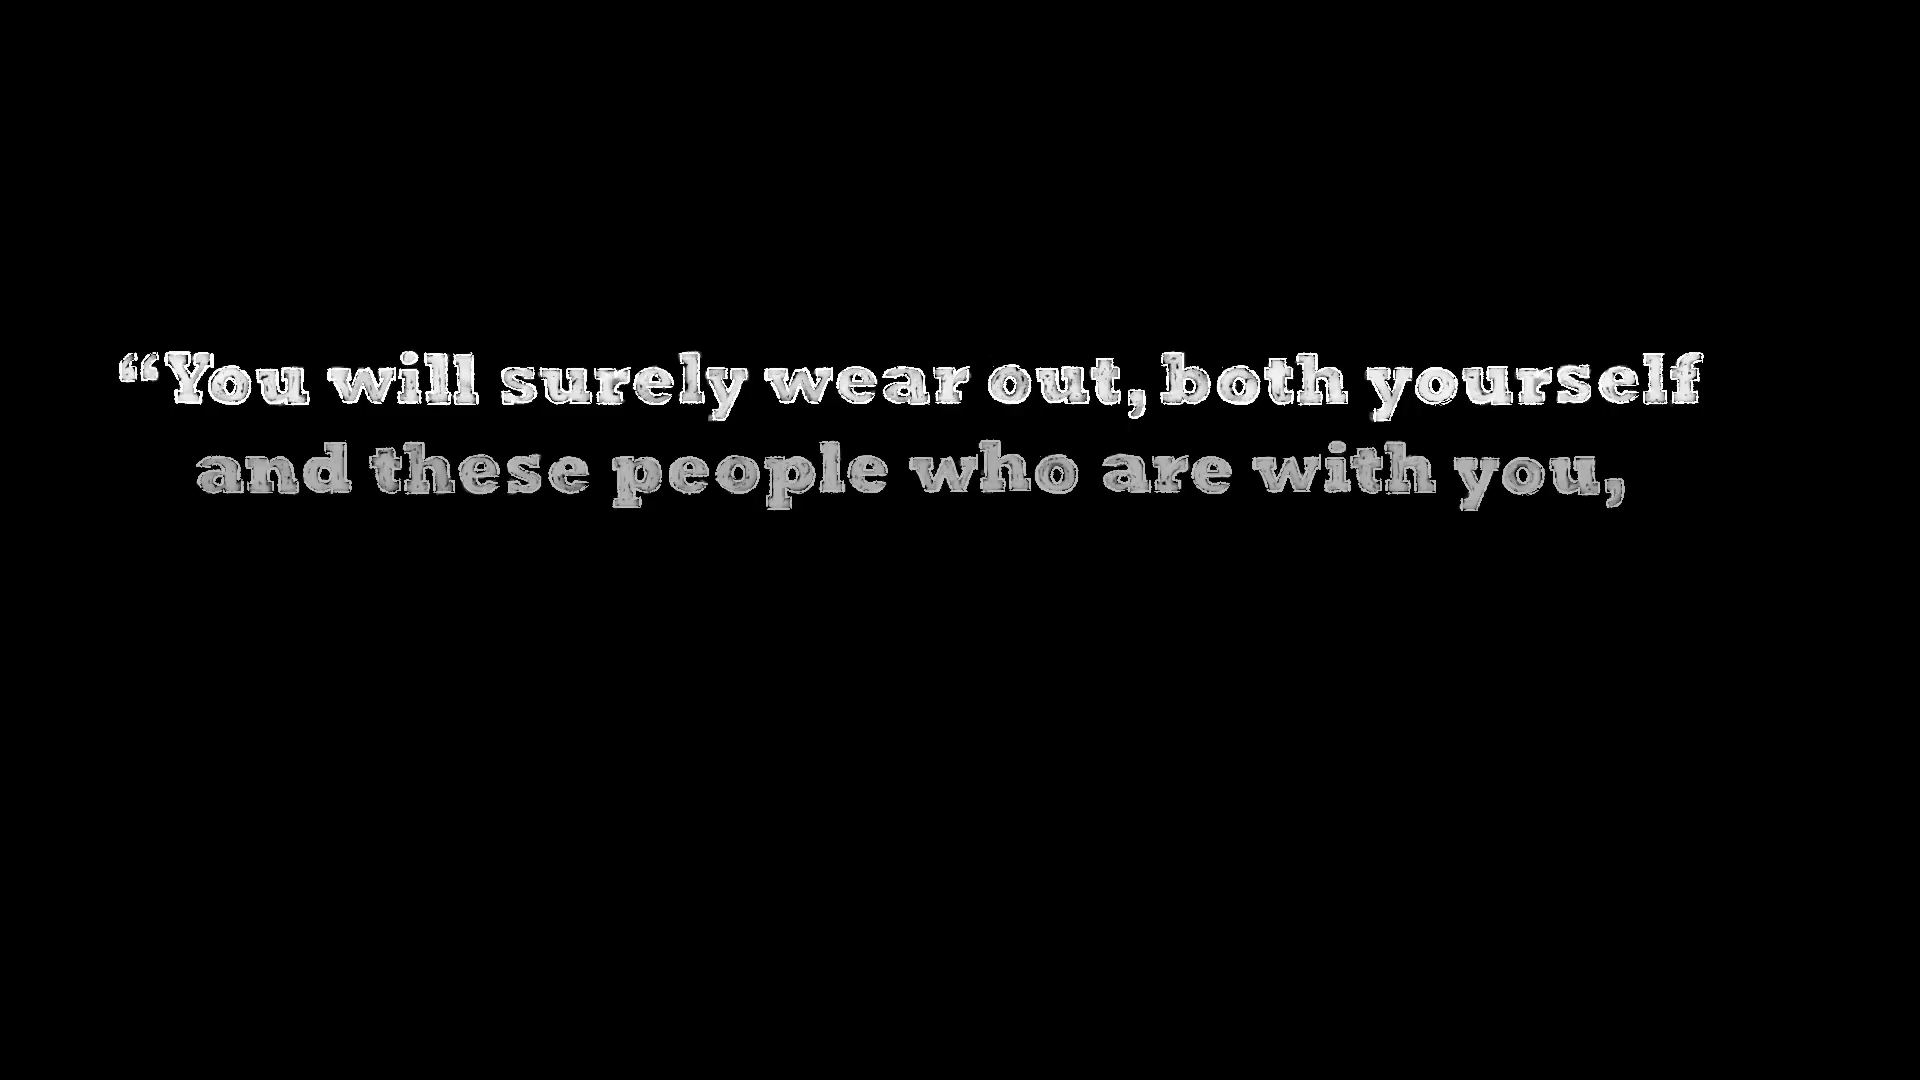 “You will surely wear out, both yourself
and these people who are with you,